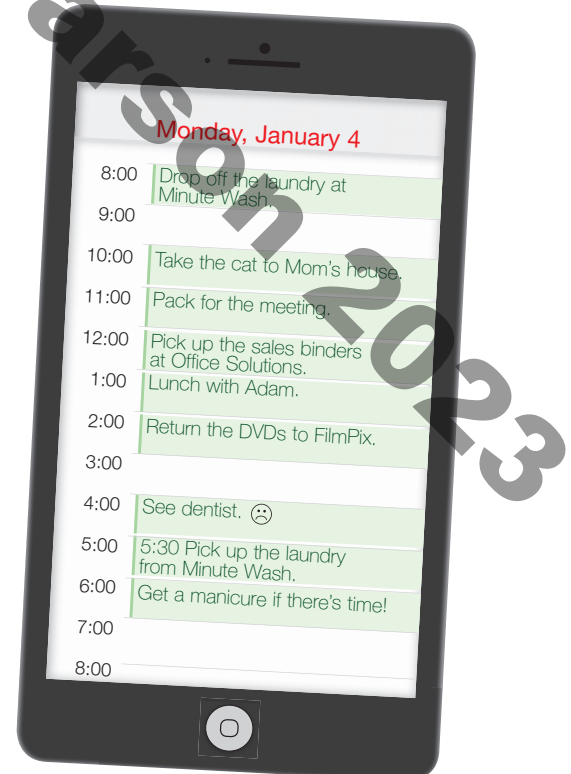 arson 2023
Monday, January 4
8:00 Drop off the laundry at
Minute Wash.
9:00
10:00 Take the cat to Mom's house.
11:00 Pack for the meeting.
12:00 Pick up the sales binders
at Office Solutions.
1:00 Lunch with Adam.
2:00 Return the DVDs to FilmPix.
3:00
4:00 See dentist.
5:00 5:30 Pick up the laundry
from Minute Wash.
6:00 Get a manicure if there's time!
7:00
8:00